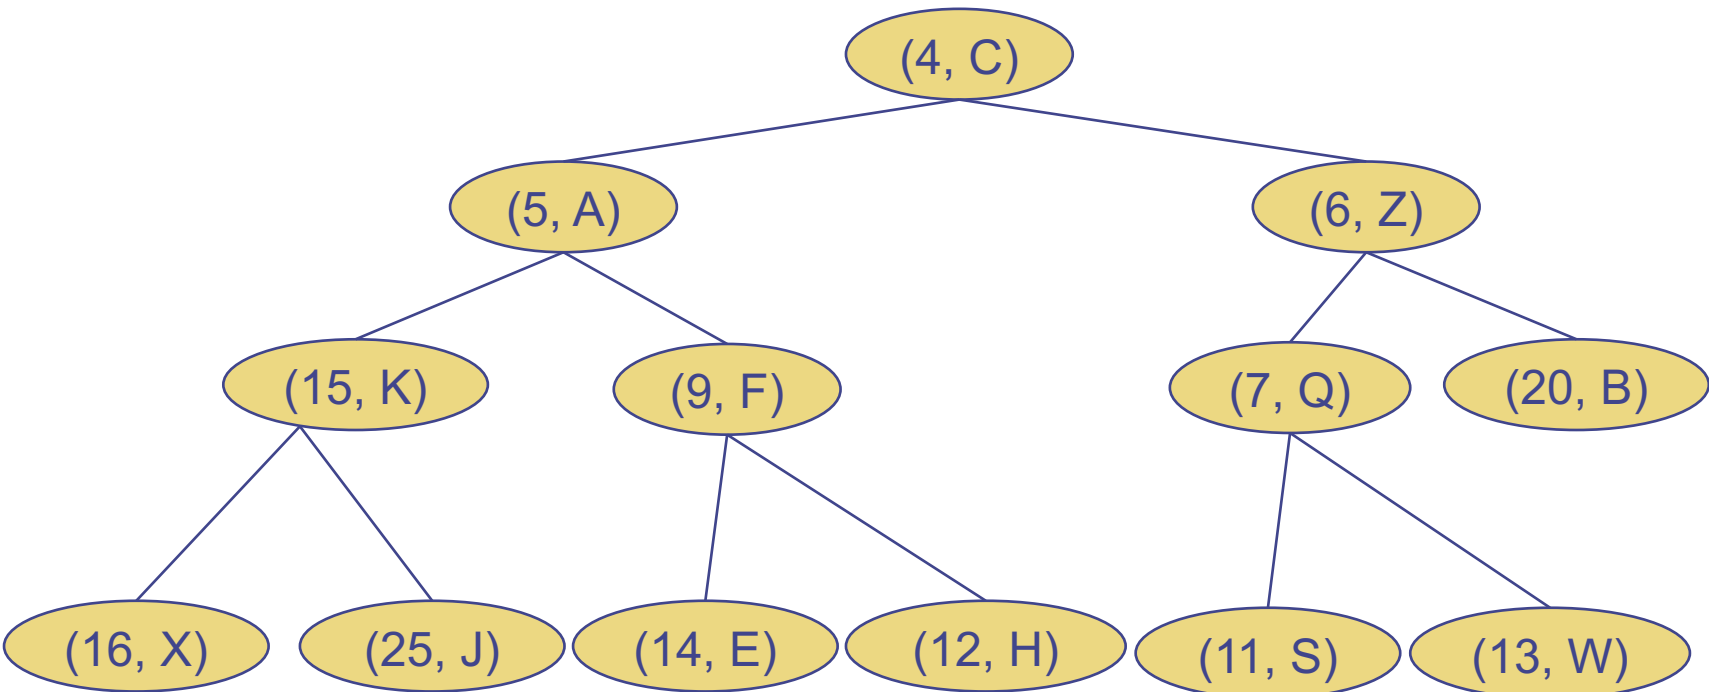 (4, C)
(5, A)
(6, Z)
(15, K)
(9, F)
(7, Q)
(20, B)
(16, X)
(25, J)
(14, E)
(12, H)
(11, S)
(13, W)